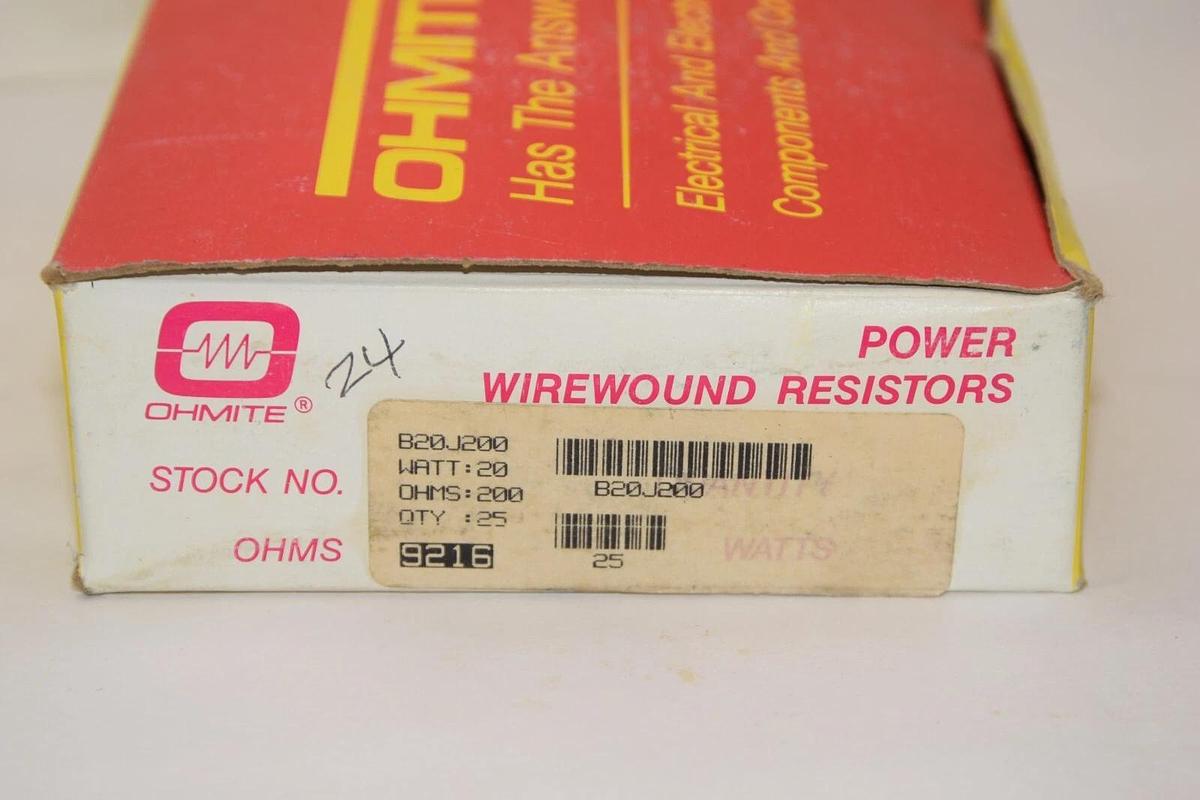 OHMITE
Has The Answ
Electrical And Electr
Components And Co
OHMITE®
24
POWER
WIREWOUND RESISTORS
STOCK NO.
OHMS
B20J200
WATT:20
OHMS:200
QTY :25
9216
B20J200
25
WATTS